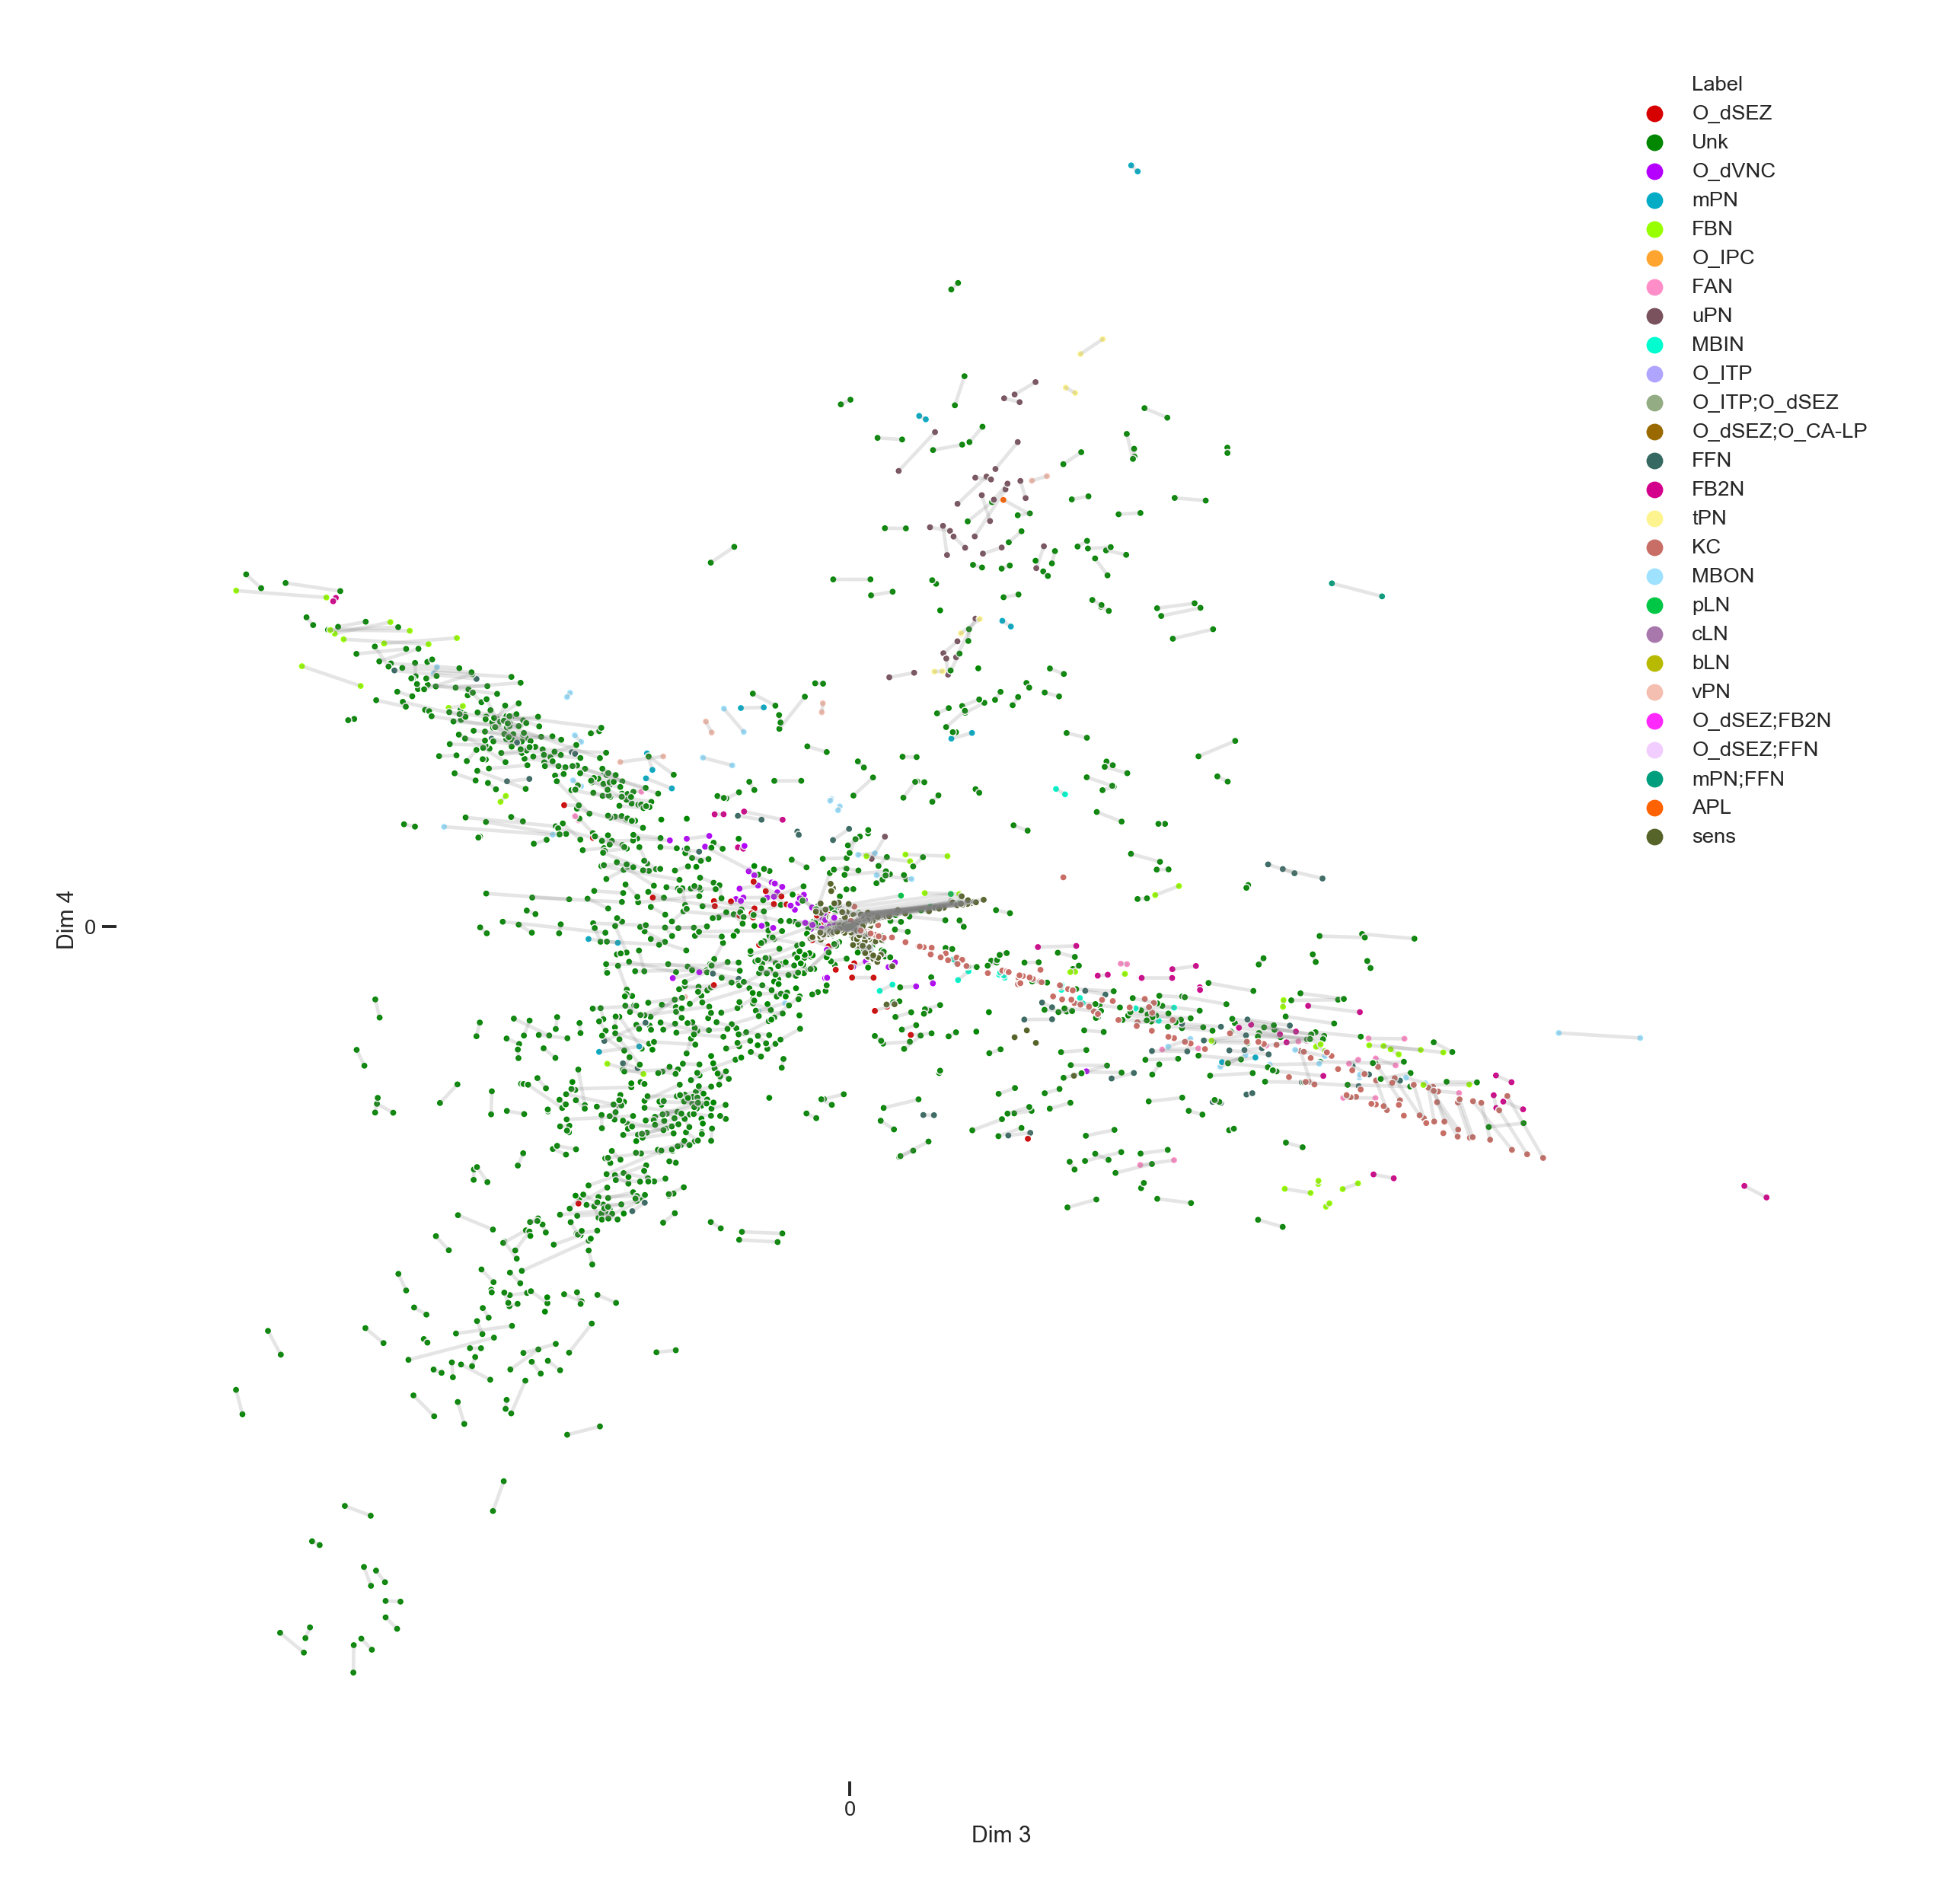 Label
O_dSEZ
Unk
O_dVNC
mPN
FBN
O_IPC
FAN
uPN
MBIN
O_ITP
O_ITP;O_dSEZ
O_dSEZ;O_CA-LP
FFN
FB2N
tPN
KC
MBON
pLN
cLN
bLN
vPN
O_dSEZ;FB2N
O_dSEZ;FFN
mPN;FFN
APL
sens
Dim 4
0
0
Dim 3